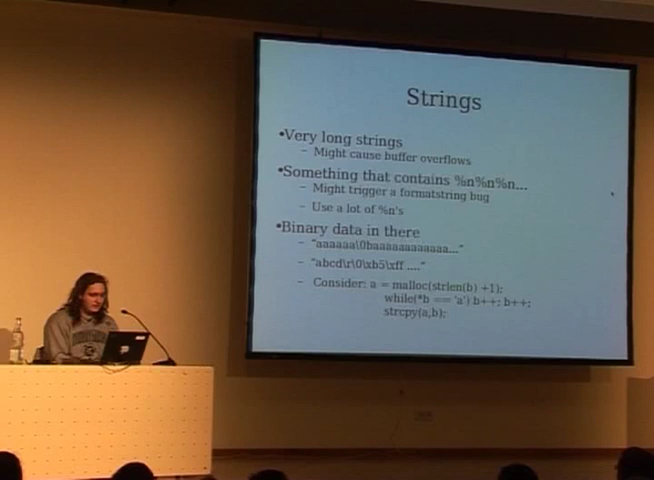 Strings
•Very long strings
– Might cause buffer overflows
•Something that contains %n%n%n...
– Might trigger a formatstring bug
– Use a lot of %n's
•Binary data in there
– "aaaaaa\0baaaaaaaaaaaa..."
– "abcd\r\0\xb5\xff ...."
– Consider: a = malloc(strlen(b) +1);
while(*b == 'a') b++; b++;
strcpy(a,b);